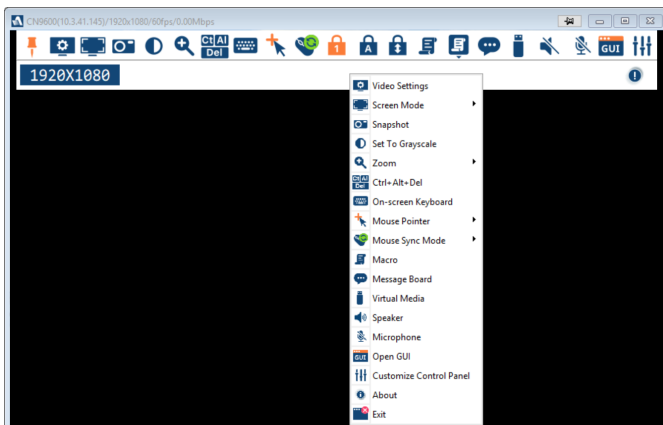 CN9600(10.3.41.145)/1920x1080/60fps/0.00Mbps
Ct Al Del 1 A GUI
1920X1080
Video Settings
Screen Mode
Snapshot
Set To Grayscale
Zoom
Ctrl+Alt+Del
On-screen Keyboard
Mouse Pointer
Mouse Sync Mode
Macro
Message Board
Virtual Media
Speaker
Microphone
GUI Open GUI
Customize Control Panel
About
Exit